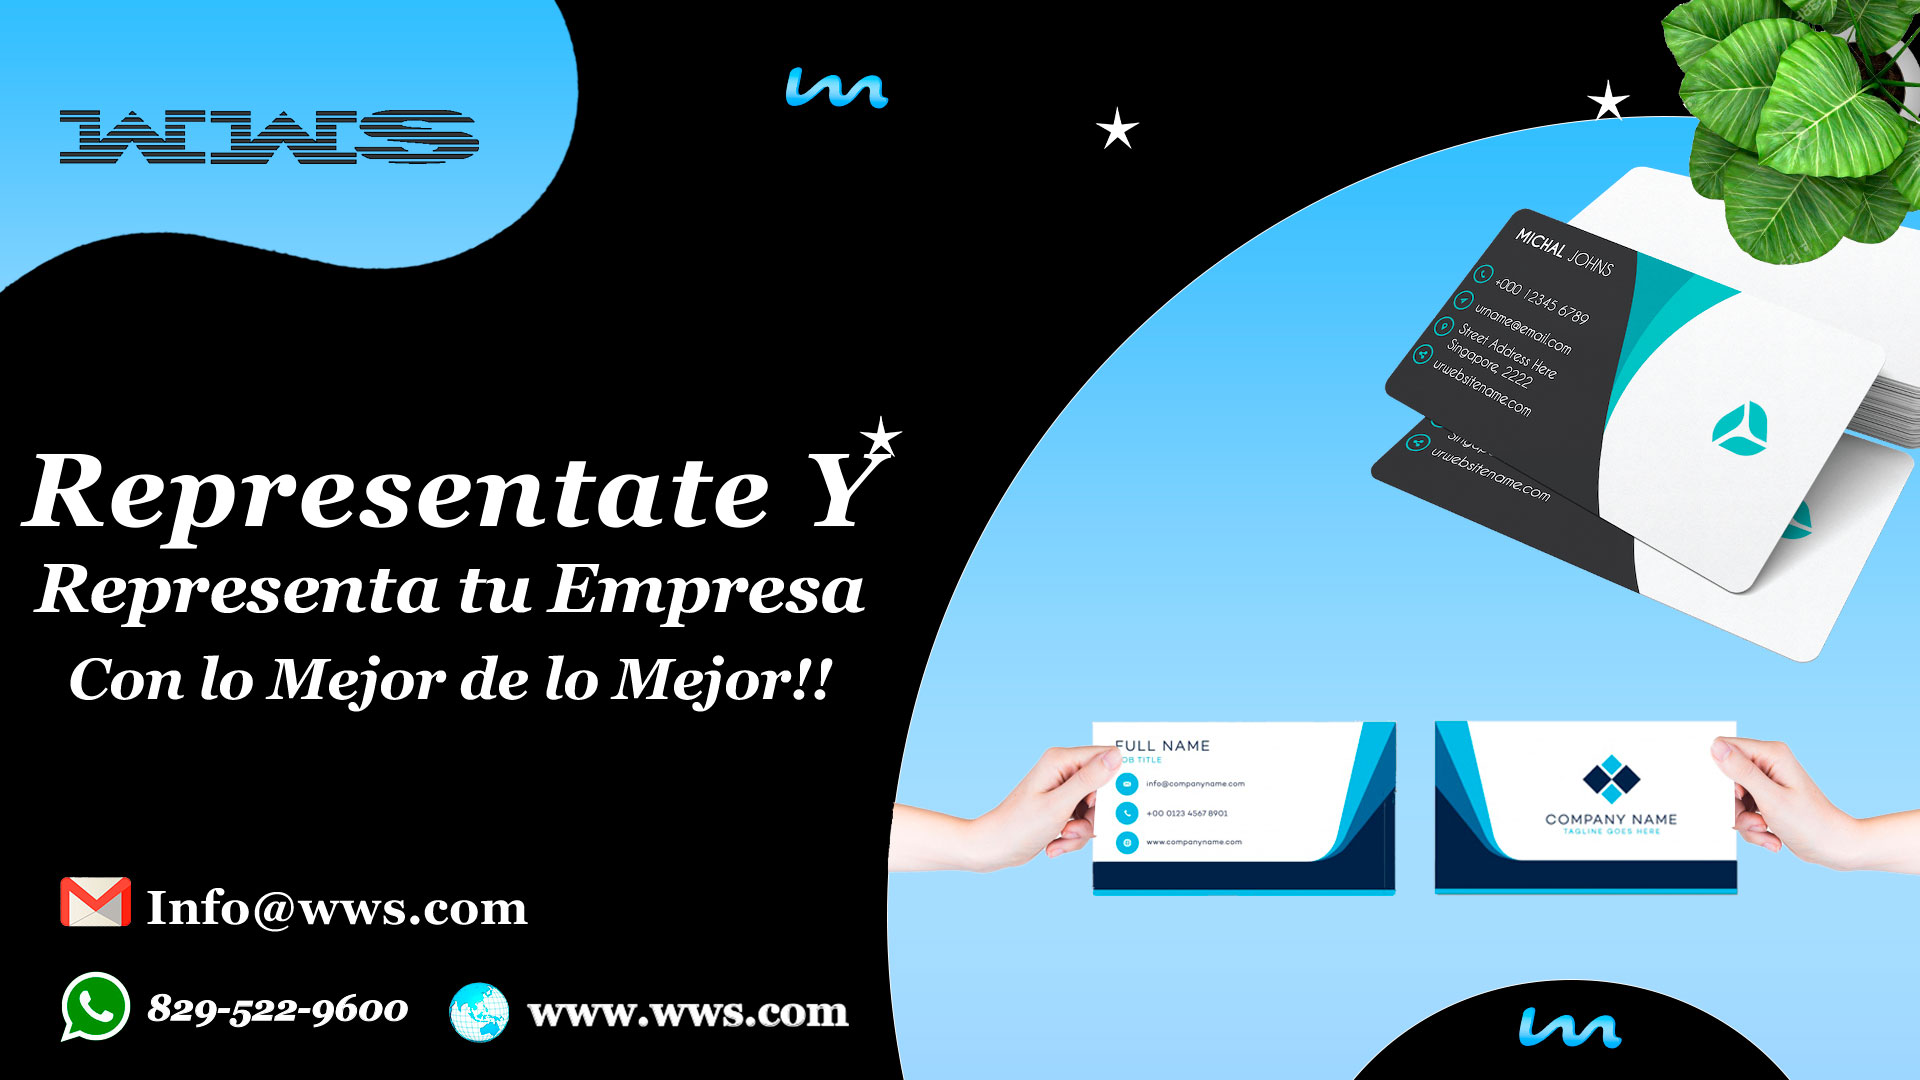 WWS
Representate Y
Representa tu Empresa
Con lo Mejor de lo Mejor!!
Info@wws.com
829-522-9600
www.wws.com
MICHAL JOHNS
+000 12345 6789
urname@email.com
Street Address Here
Singapore, 2222
urwebsitename.com
urwebsitename.com
FULL NAME
OB TITLE
info@companyname.com
+00 0123 4567 8901
www.companyname.com
COMPANY NAME
TAGLINE GOES HERE